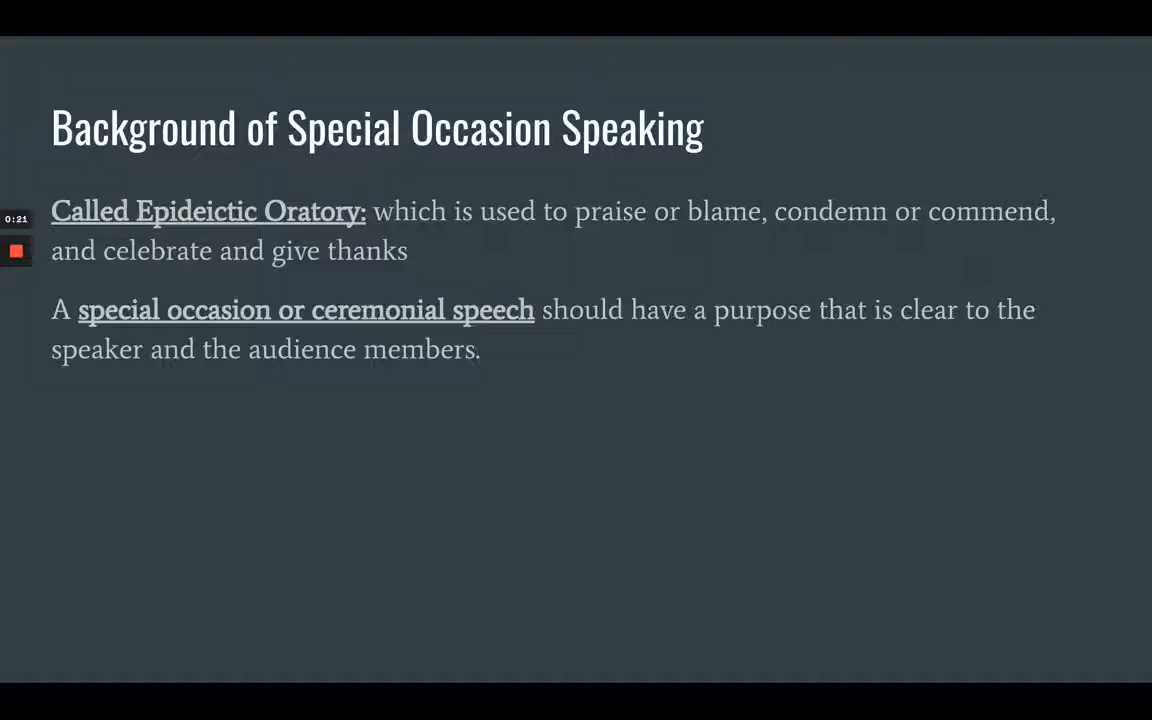 Background of Special Occasion Speaking
Called Epideictic Oratory: which is used to praise or blame, condemn or commend,
0:21
and celebrate and give thanks
A special occasion or ceremonial speech should have a purpose that is clear to the
speaker and the audience members.